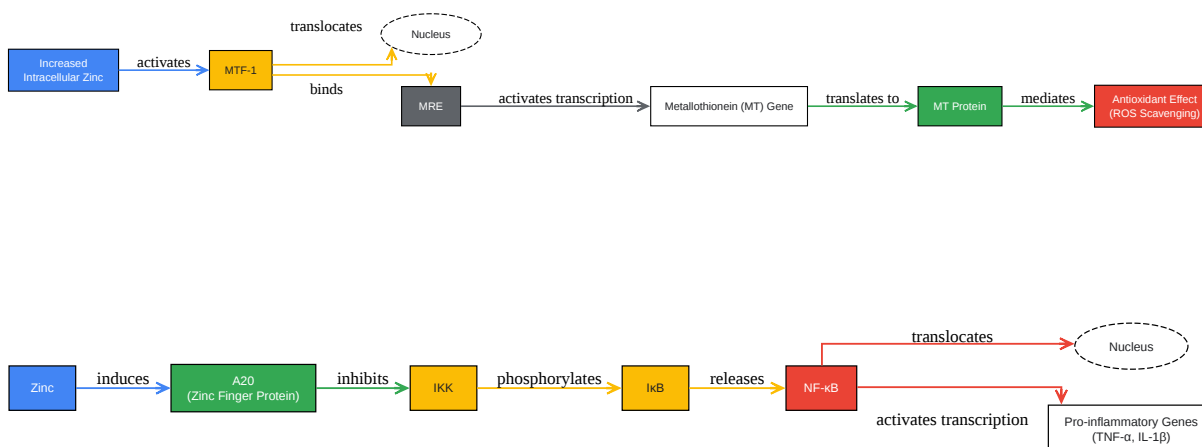 translocates
Nucleus
Increased
Intracellular Zinc
activates
MTF-1
binds
MRE
activates transcription
Metallothionein (MT) Gene
translates to
MT Protein
mediates
Antioxidant Effect
(ROS Scavenging)
translocates
Nucleus
Zinc
induces
A20
(Zinc Finger Protein)
inhibits
IKK
phosphorylates
IκB
releases
NF-κB
activates transcription
Pro-inflammatory Genes
(TNF-α, IL-1β)